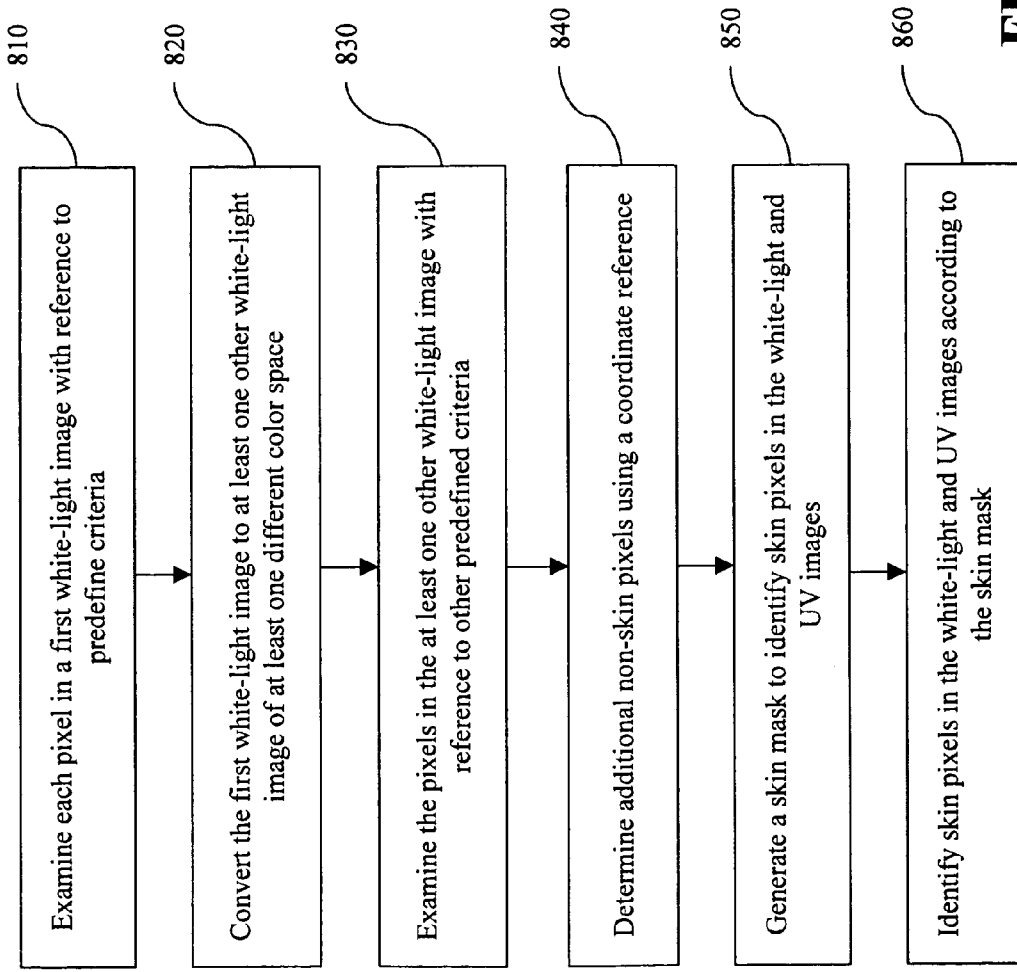 810
Examine each pixel in a first white-light image with reference to
predefine criteria
820
Convert the first white-light image to at least one other white-light
image of at least one different color space
830
Examine the pixels in the at least one other white-light image with
reference to other predefined criteria
840
Determine additional non-skin pixels using a coordinate reference
850
Generate a skin mask to identify skin pixels in the white-light and
UV images
860
Identify skin pixels in the white-light and UV images according to
the skin mask